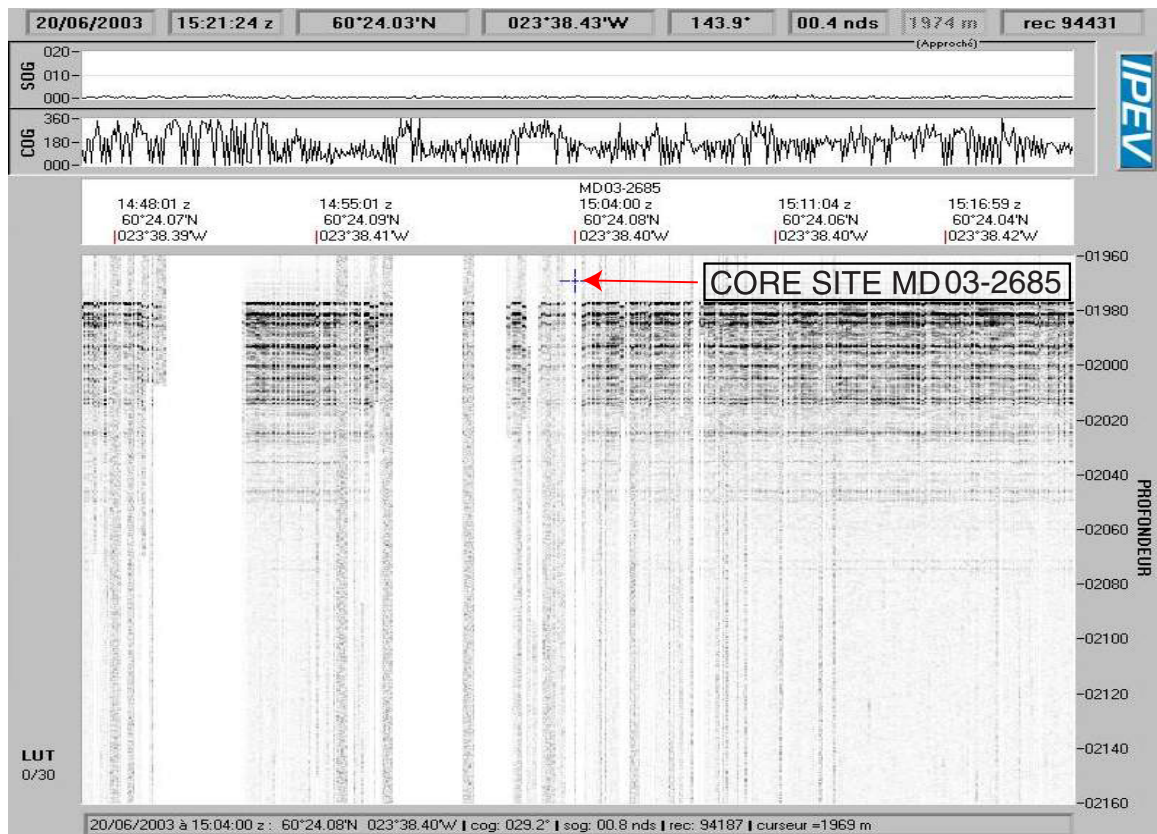 20/06/2003 15:21:24 z 60°24.03'N 023°38.43'W 143.9° 00.4 nds 1974 m rec 94431
(Approché)
SOG
020
010
000
COG
360
180
000
IPEV
MD03-2685
14:48:01 z 14:55:01 z 15:04:00 z 15:11:04 z 15:16:59 z
60°24.07'N 60°24.09'N 60°24.08'N 60°24.06'N 60°24.04'N
023°38.39'W 023°38.41'W 023°38.40'W 023°38.40'W 023°38.42'W
CORE SITE MD03-2685
-01960
-01980
-02000
-02020
-02040
-02060
-02080
-02100
-02120
-02140
-02160
PROFONDEUR
LUT
0/30
20/06/2003 à 15:04:00 z : 60°24.08'N 023°38.40'W | cog: 029.2° | sog: 00.8 nds | rec: 94187 | curseur =1969 m